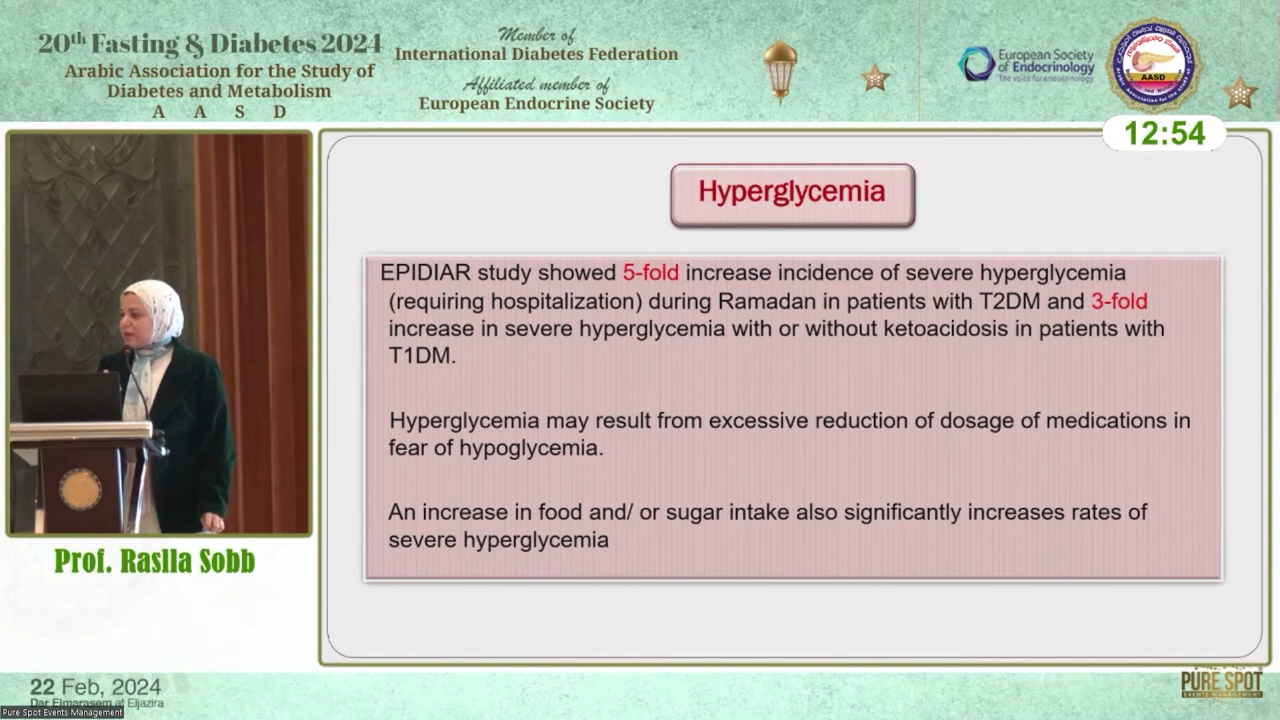 20th Fasting & Diabetes 2024
Arabic Association for the Study of
Diabetes and Metabolism
A A S D
Member of
International Diabetes Federation
Affiliated member of
European Endocrine Society
European Society
of Endocrinology
The voice for endocrinology
AASD
12:54
Hyperglycemia
EPIDIAR study showed 5-fold increase incidence of severe hyperglycemia
(requiring hospitalization) during Ramadan in patients with T2DM and 3-fold
increase in severe hyperglycemia with or without ketoacidosis in patients with
T1DM.
Hyperglycemia may result from excessive reduction of dosage of medications in
fear of hypoglycemia.
An increase in food and/ or sugar intake also significantly increases rates of
severe hyperglycemia
Prof. Raslla Sobb
22 Feb, 2024
Dar Elmarasem at Eljazira
Pure Spot Events Management
PURE SPOT
EVENTS MANAGEMENT